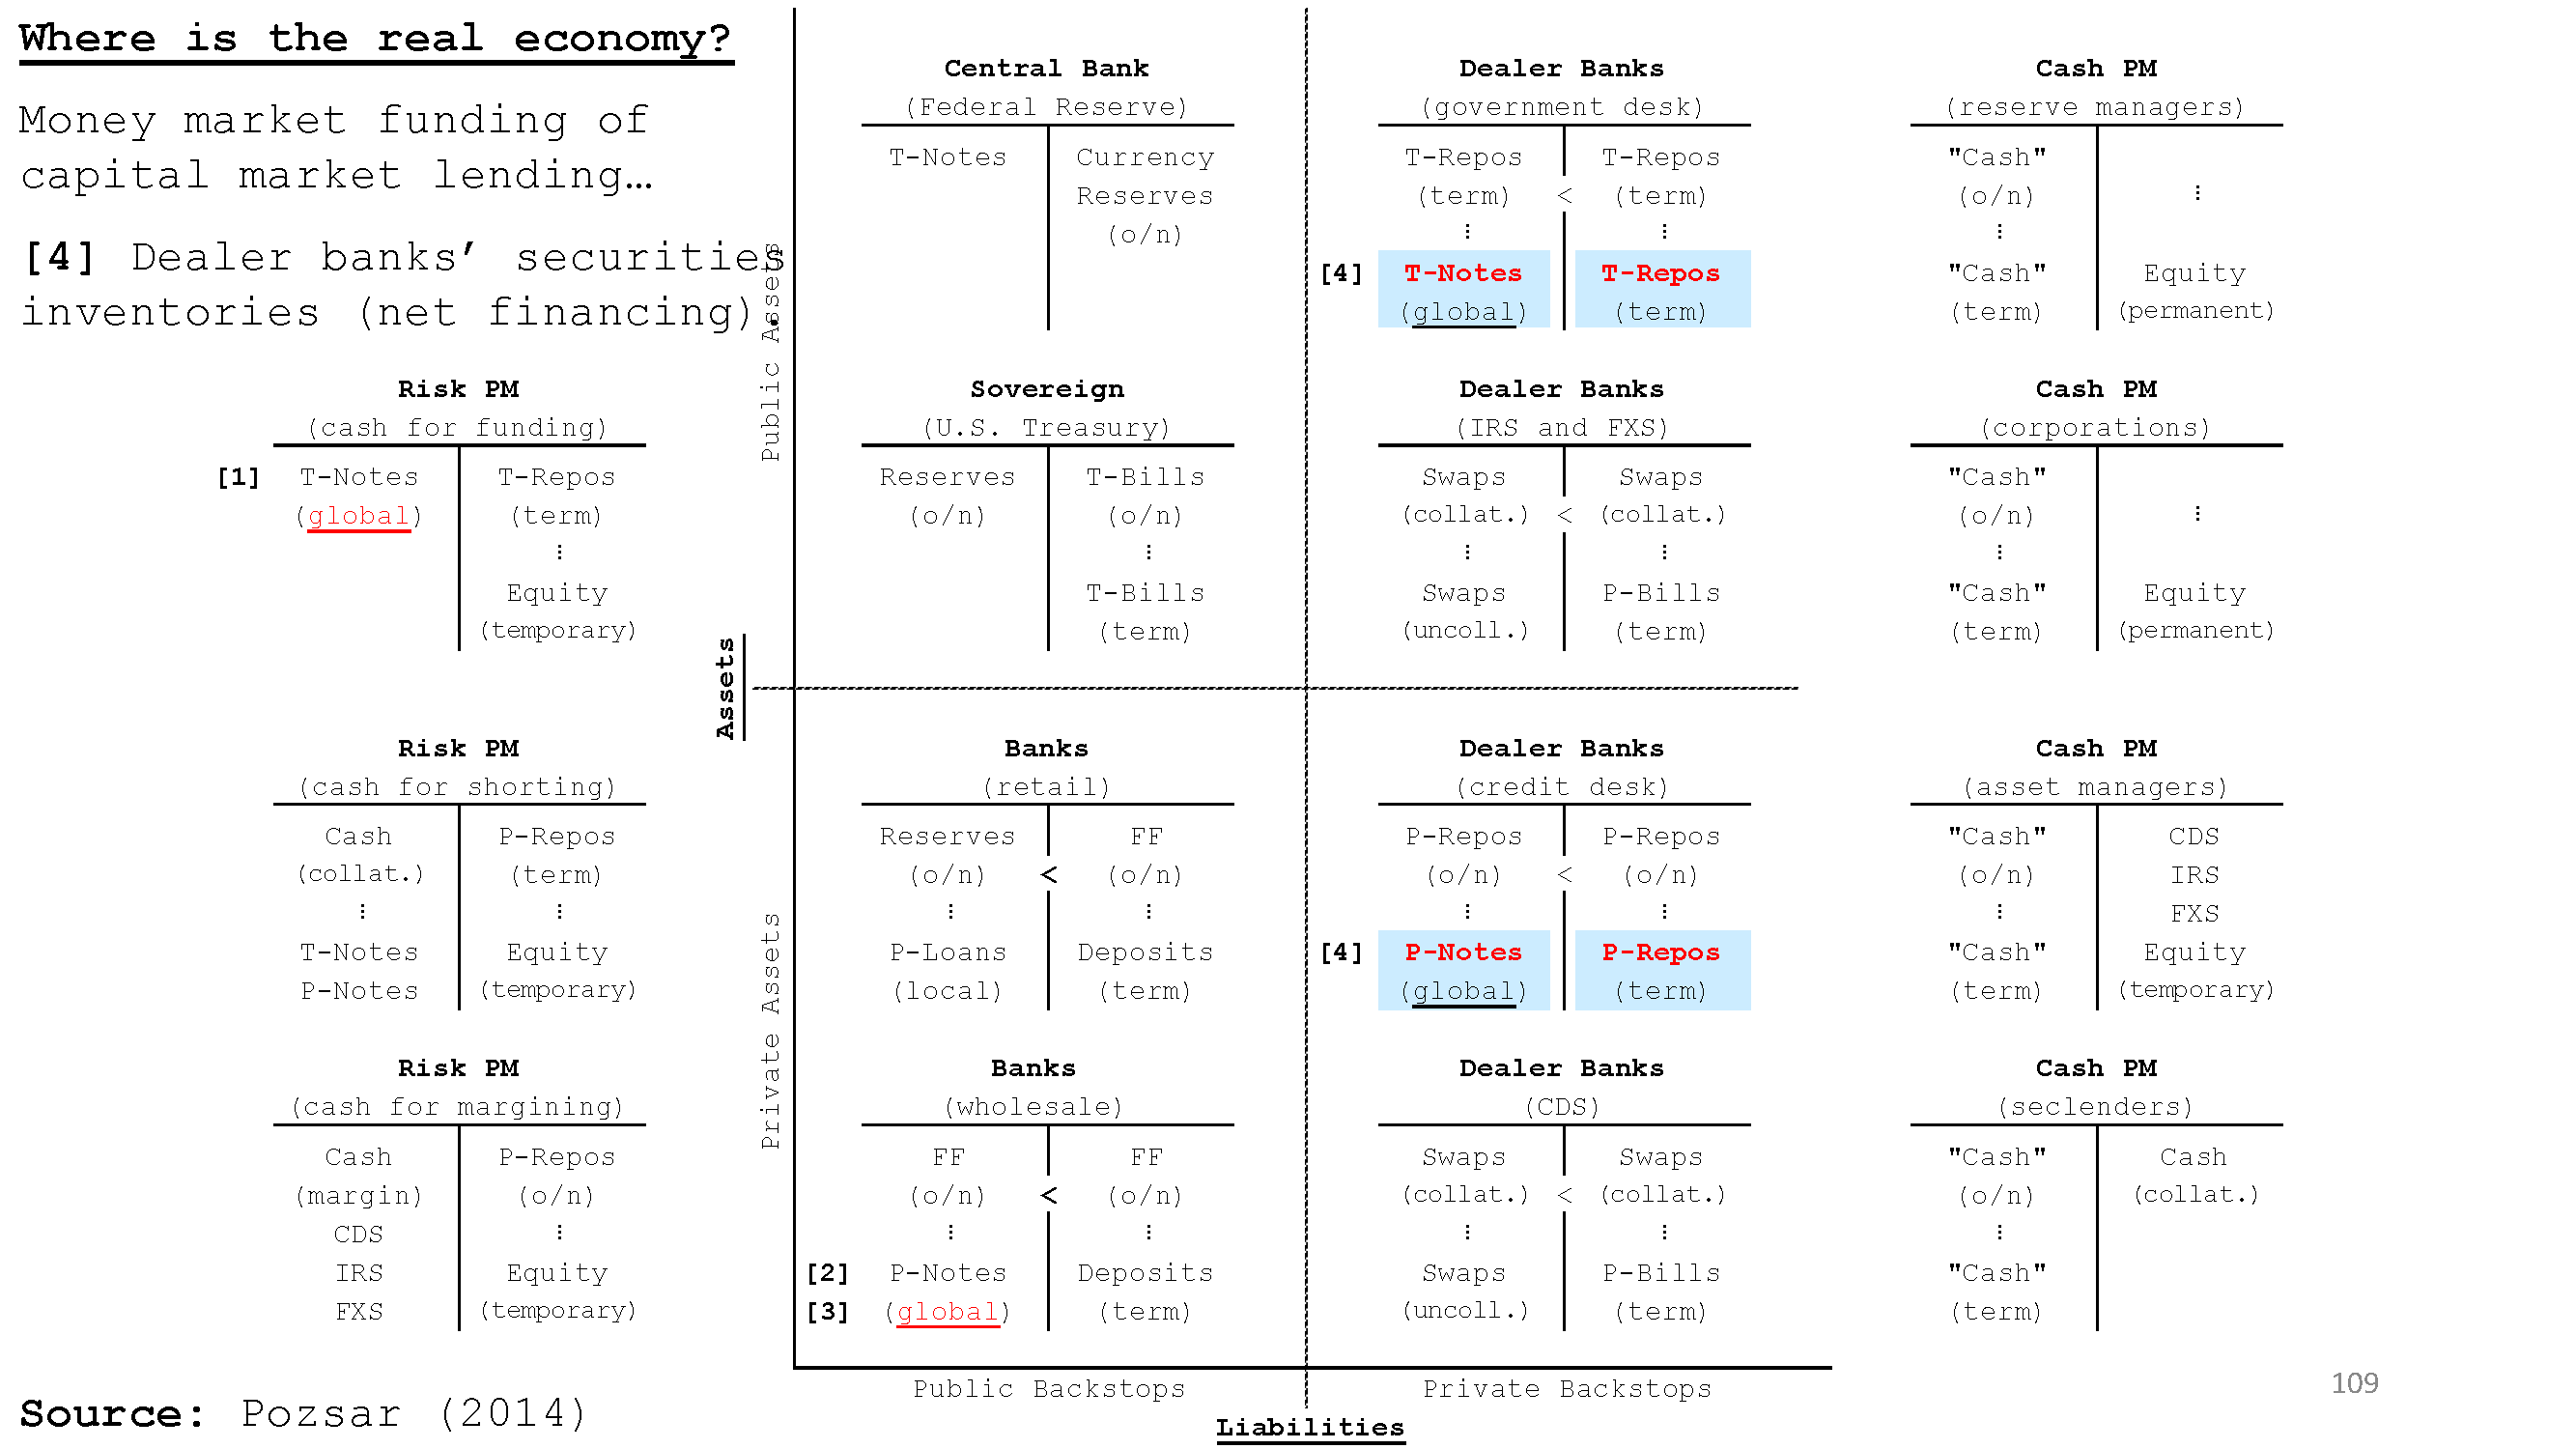 Where is the real economy?
Money market funding of
capital market lending…
[4] Dealer banks’ securities
inventories (net financing).
Risk PM
(cash for funding)
[1] T-Notes T-Repos
(global) (term)
⋮
Equity
(temporary)
Risk PM
(cash for shorting)
Cash P-Repos
(collat.) (term)
⋮ ⋮
T-Notes Equity
P-Notes (temporary)
Risk PM
(cash for margining)
Cash P-Repos
(margin) (o/n)
CDS ⋮
IRS Equity
FXS (temporary)
Assets
Public Assets
Private Assets
Central Bank
(Federal Reserve)
T-Notes Currency
Reserves
(o/n)
Sovereign
(U.S. Treasury)
Reserves T-Bills
(o/n) (o/n)
⋮
T-Bills
(term)
Banks
(retail)
Reserves FF
(o/n) < (o/n)
⋮ ⋮
P-Loans Deposits
(local) (term)
Banks
(wholesale)
FF FF
(o/n) < (o/n)
⋮ ⋮
[2] P-Notes Deposits
[3] (global) (term)
Dealer Banks
(government desk)
T-Repos T-Repos
(term) < (term)
⋮ ⋮
[4] T-Notes T-Repos
(global) (term)
Dealer Banks
(IRS and FXS)
Swaps Swaps
(collat.) < (collat.)
⋮ ⋮
Swaps P-Bills
(uncoll.) (term)
Dealer Banks
(credit desk)
P-Repos P-Repos
(o/n) < (o/n)
⋮ ⋮
[4] P-Notes P-Repos
(global) (term)
Dealer Banks
(CDS)
Swaps Swaps
(collat.) < (collat.)
⋮ ⋮
Swaps P-Bills
(uncoll.) (term)
Cash PM
(reserve managers)
"Cash"
(o/n) ⋮
⋮
"Cash" Equity
(term) (permanent)
Cash PM
(corporations)
"Cash"
(o/n) ⋮
⋮
"Cash" Equity
(term) (permanent)
Cash PM
(asset managers)
"Cash" CDS
(o/n) IRS
⋮ FXS
"Cash" Equity
(term) (temporary)
Cash PM
(seclenders)
"Cash" Cash
(o/n) (collat.)
⋮
"Cash"
(term)
Public Backstops Private Backstops
Liabilities
Source: Pozsar (2014)
109